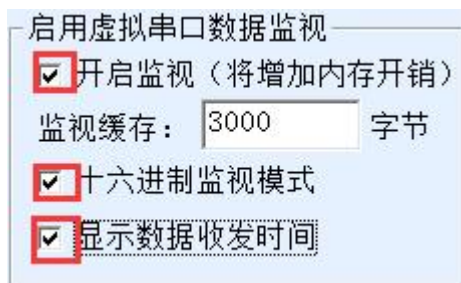 启用虚拟串口数据监视
开启监视（将增加内存开销）
监视缓存： 3000 字节
十六进制监视模式
显示数据收发时间